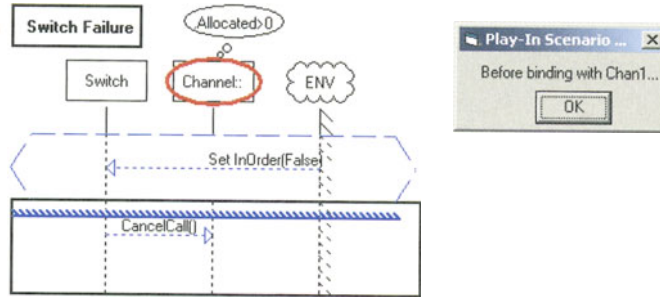 Switch Failure
Allocated>0
Switch
Channel::
ENV
Set InOrder(False)
CancelCall()
Play-In Scenario ...
Before binding with Chan1...
OK